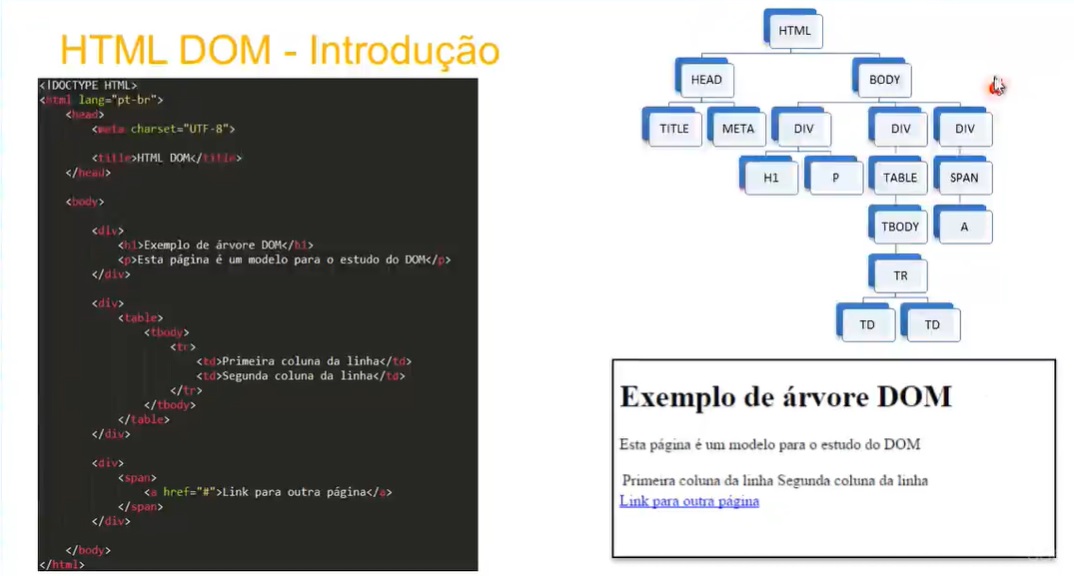 HTML DOM - Introdução
<!DOCTYPE HTML>
<html lang="pt-br">
<head>
<meta charset="UTF-8">
<title>HTML DOM</title>
</head>
<body>
<div>
<h1>Exemplo de árvore DOM</h1>
<p>Esta página é um modelo para o estudo do DOM</p>
</div>
<div>
<table>
<tbody>
<tr>
<td>Primeira coluna da linha</td>
<td>Segunda coluna da linha</td>
</tr>
</tbody>
</table>
</div>
<div>
<span>
<a href="#">Link para outra página</a>
</span>
</div>
</body>
</html>
HTML
HEAD BODY
TITLE META DIV DIV DIV
H1 P TABLE SPAN
TBODY A
TR
TD TD
Exemplo de árvore DOM
Esta página é um modelo para o estudo do DOM
Primeira coluna da linha Segunda coluna da linha
Link para outra página